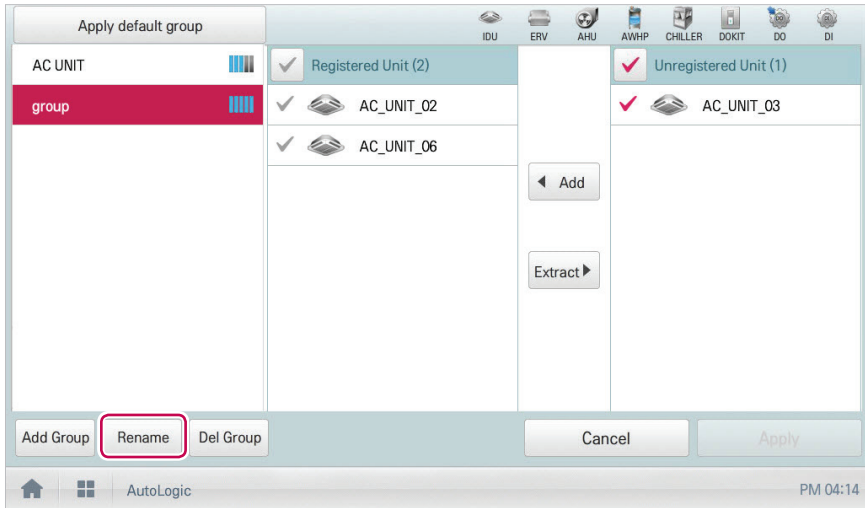 Apply default group
IDU
ERV
AHU
AWHP
CHILLER
DOKIT
DO
DI
AC UNIT
group
Registered Unit (2)
AC_UNIT_02
AC_UNIT_06
Add
Extract
Unregistered Unit (1)
AC_UNIT_03
Add Group
Rename
Del Group
Cancel
Apply
AutoLogic
PM 04:14